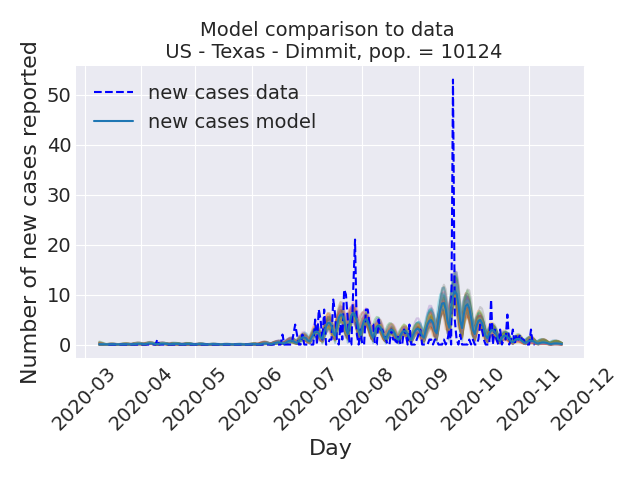 Model comparison to data
US - Texas - Dimmit, pop. = 10124
Number of new cases reported
50
40
30
20
10
0
new cases data
new cases model
2020-03
2020-04
2020-05
2020-06
2020-07
2020-08
2020-09
2020-10
2020-11
2020-12
Day